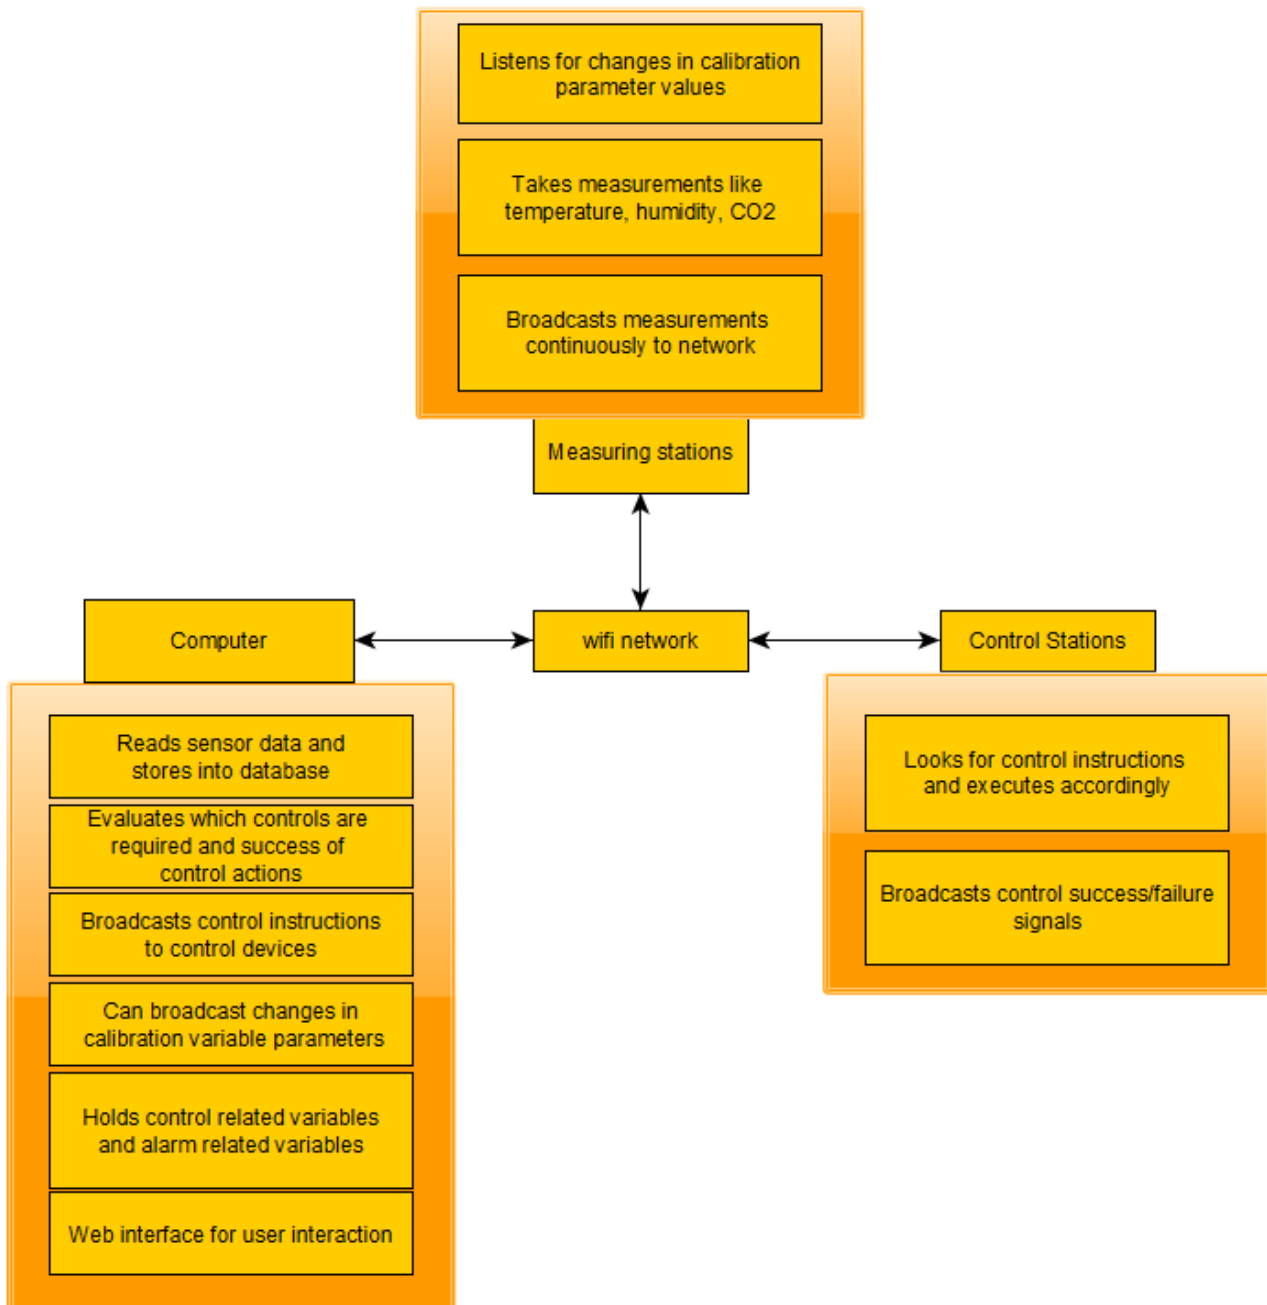 Listens for changes in calibration
parameter values
Takes measurements like
temperature, humidity, CO2
Broadcasts measurements
continuously to network
Measuring stations
Computer
wifi network
Control Stations
Reads sensor data and
stores into database
Evaluates which controls are
required and success of
control actions
Broadcasts control instructions
to control devices
Can broadcast changes in
calibration variable parameters
Holds control related variables
and alarm related variables
Web interface for user interaction
Looks for control instructions
and executes accordingly
Broadcasts control success/failure
signals